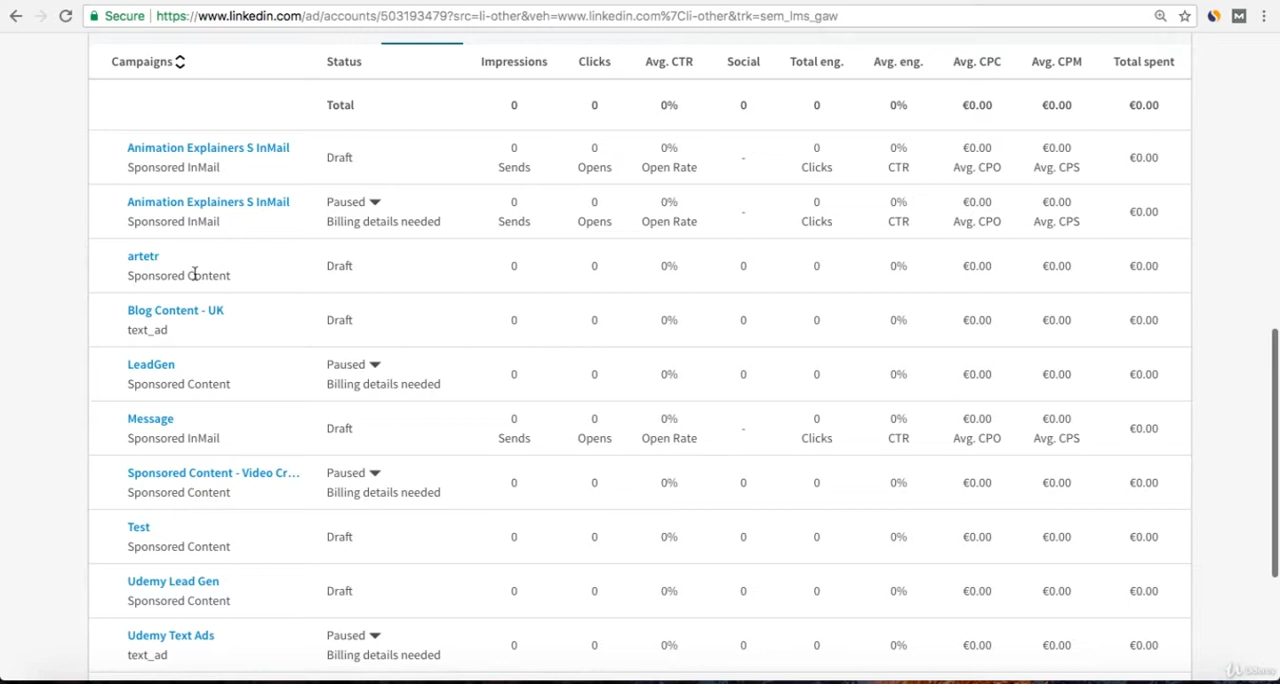 Secure https://www.linkedin.com/ad/accounts/503193479?src=li-other&veh=www.linkedin.com%7Cli-other&trk=sem_lms_gaw
M
Campaigns Status Impressions Clicks Avg. CTR Social Total eng. Avg. eng. Avg. CPC Avg. CPM Total spent
Total 0 0 0% 0 0 0% €0.00 €0.00 €0.00
Animation Explainers S InMail Draft 0 0 0% - 0 0% €0.00 €0.00 €0.00
Sponsored InMail Sends Opens Open Rate Clicks CTR Avg. CPO Avg. CPS
Animation Explainers S InMail Paused 0 0 0% - 0 0% €0.00 €0.00 €0.00
Sponsored InMail Billing details needed Sends Opens Open Rate Clicks CTR Avg. CPO Avg. CPS
artetr Draft 0 0 0% 0 0 0% €0.00 €0.00 €0.00
Sponsored Content
Blog Content - UK Draft 0 0 0% 0 0 0% €0.00 €0.00 €0.00
text_ad
LeadGen Paused 0 0 0% 0 0 0% €0.00 €0.00 €0.00
Sponsored Content Billing details needed
Message Draft 0 0 0% - 0 0% €0.00 €0.00 €0.00
Sponsored InMail Sends Opens Open Rate Clicks CTR Avg. CPO Avg. CPS
Sponsored Content - Video Cr... Paused 0 0 0% 0 0 0% €0.00 €0.00 €0.00
Sponsored Content Billing details needed
Test Draft 0 0 0% 0 0 0% €0.00 €0.00 €0.00
Sponsored Content
Udemy Lead Gen Draft 0 0 0% 0 0 0% €0.00 €0.00 €0.00
Sponsored Content
Udemy Text Ads Paused 0 0 0% 0 0 0% €0.00 €0.00 €0.00
text_ad Billing details needed
Udemy